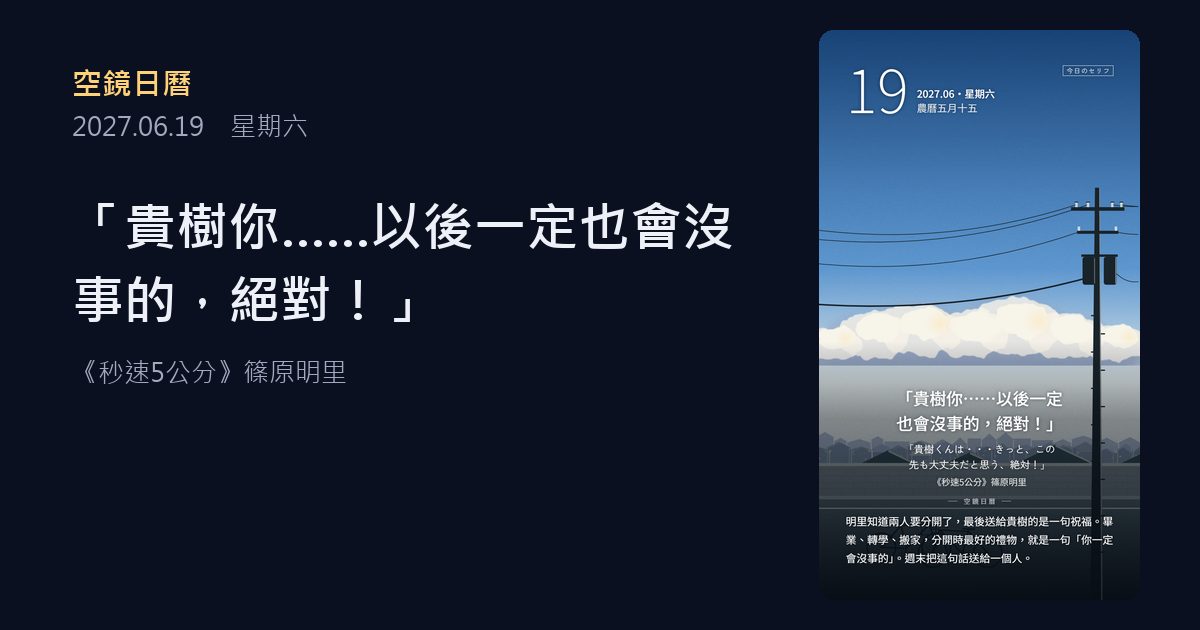 空鏡日曆
2027.06.19 星期六
「貴樹你……以後一定也會沒
事的，絕對！」
《秒速5公分》篠原明里
19
2027.06・星期六
農曆五月十五
今日のセリフ
「貴樹你……以後一定
也會沒事的，絕對！」
「貴樹くんは・・・きっと、この
先も大丈夫だと思う、絶対！」
《秒速5公分》篠原明里
空鏡日曆
明里知道兩人要分開了，最後送給貴樹的是一句祝福。畢
業、轉學、搬家，分開時最好的禮物，就是一句「你一定
會沒事的」。週末把這句話送給一個人。